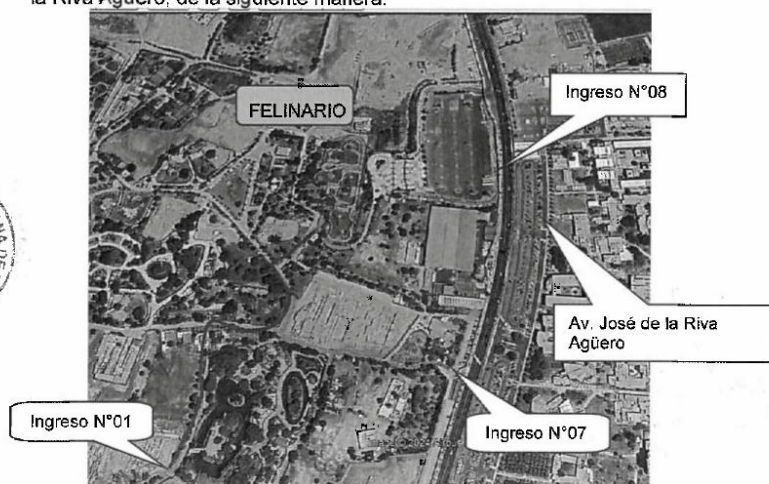 la Riva Agüero, de la siguiente manera:
FELINARIO
Ingreso N°08
Av. José de la Riva
Agüero
Ingreso N°01
Ingreso N°07